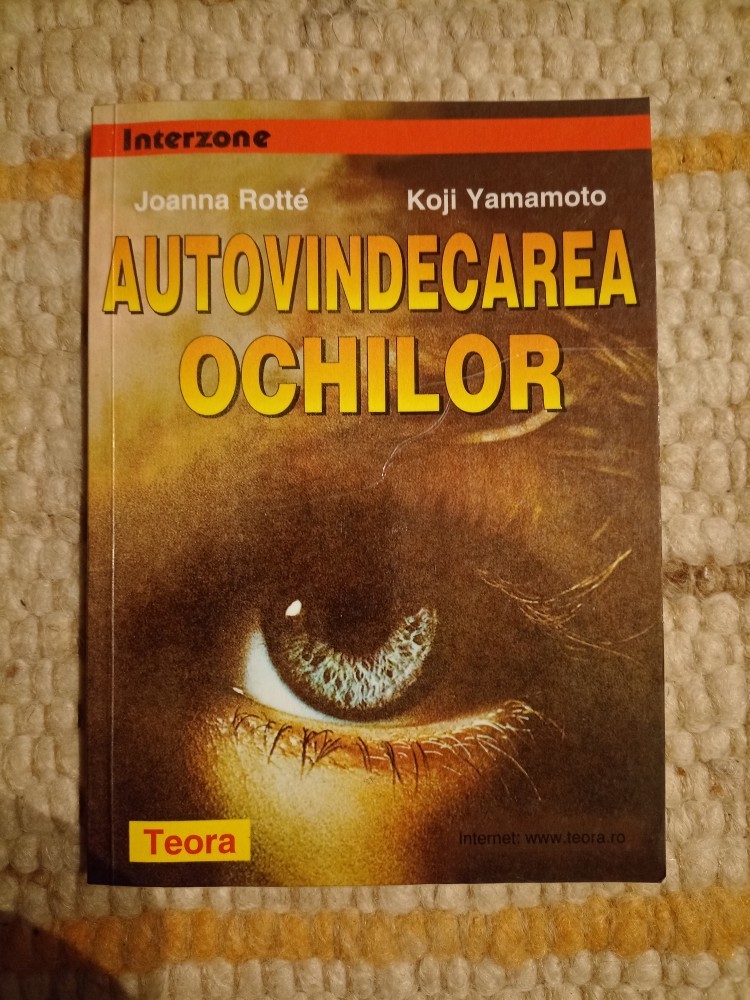 Interzone
Joanna Rotté Koji Yamamoto
AUTOVINDECAREA
OCHILOR
Teora
Internet: www.teora.ro